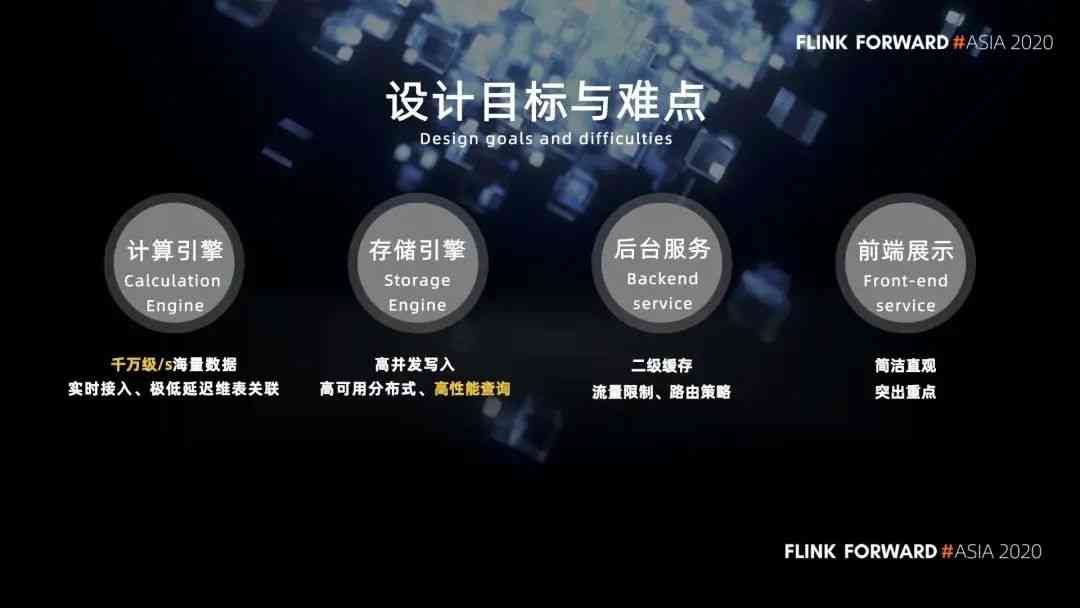 FLINK FORWARD #ASIA 2020
设计目标与难点
Design goals and difficulties
计算引擎
Calculation
Engine
千万级/s海量数据
实时接入、极低延迟维表关联
存储引擎
Storage
Engine
高并发写入
高可用分布式、高性能查询
后台服务
Backend
service
二级缓存
流量限制、路由策略
前端展示
Front-end
service
简洁直观
突出重点
FLINK FORWARD #ASIA 2020